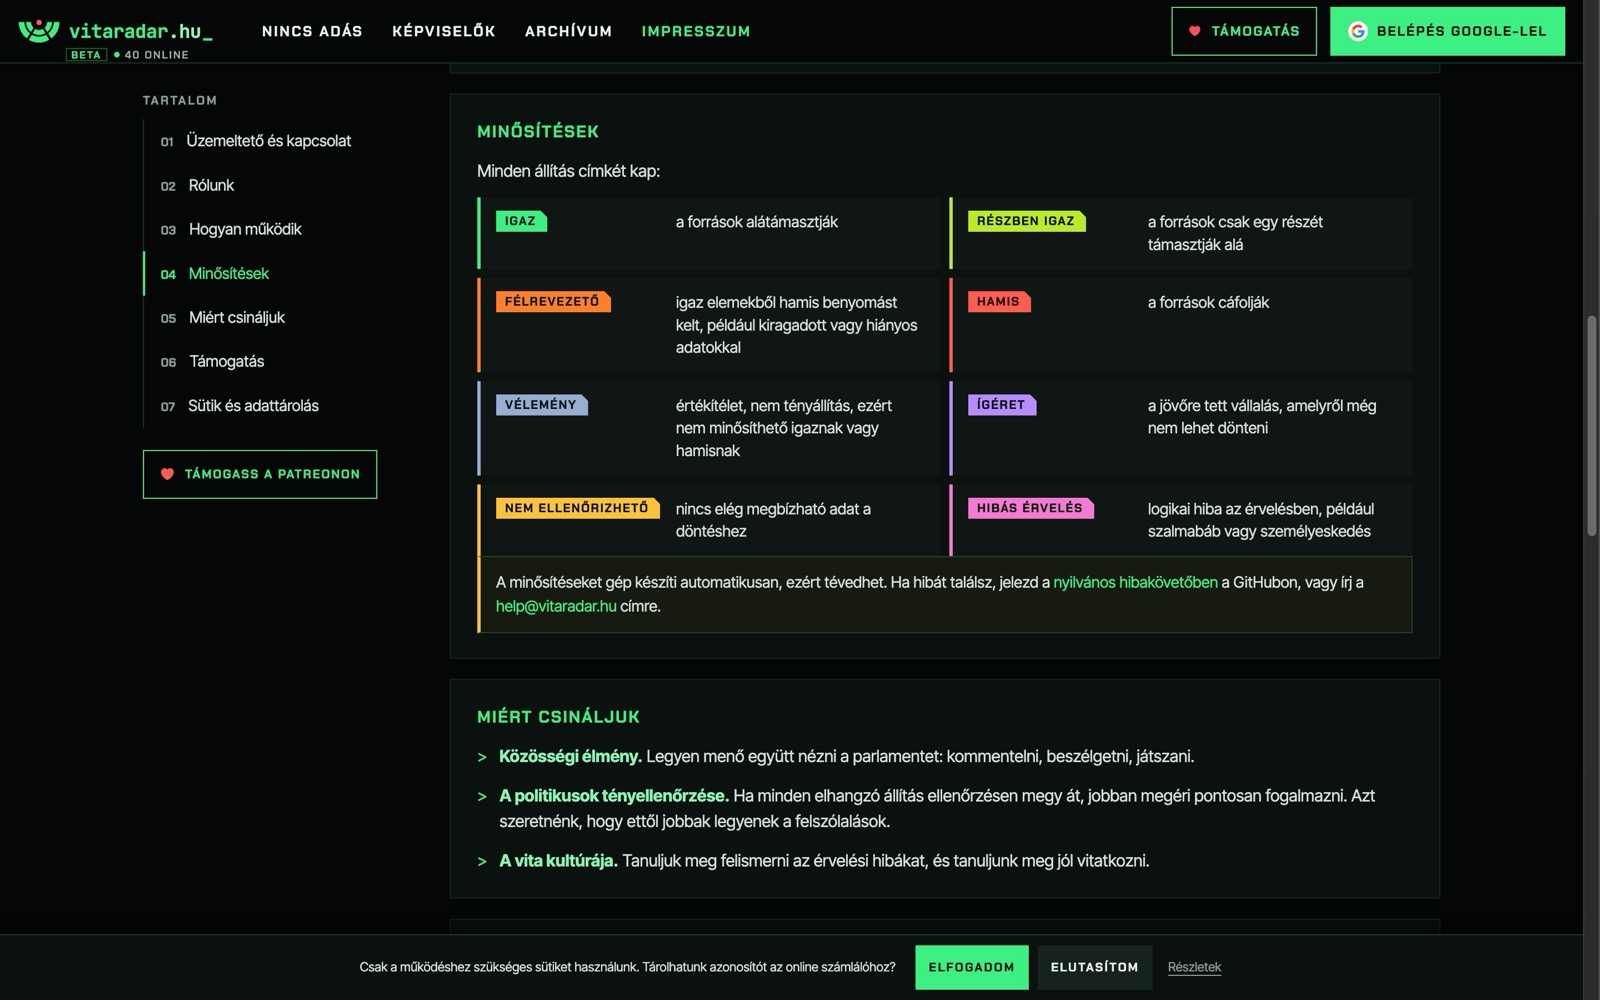 vitaradar.hu_
BETA 40 ONLINE
NINCS ADÁS
KÉPVISELŐK
ARCHÍVUM
IMPRESSZUM
TÁMOGATÁS
BELÉPÉS GOOGLE-LEL
TARTALOM
01 Üzemeltető és kapcsolat
02 Rólunk
03 Hogyan működik
04 Minősítések
05 Miért csináljuk
06 Támogatás
07 Sütik és adattárolás
TÁMOGASS A PATREONON
MINŐSÍTÉSEK
Minden állítás címkét kap:
IGAZ
a források alátámasztják
RÉSZBEN IGAZ
a források csak egy részét
támasztják alá
FÉLREVEZETŐ
igaz elemekből hamis benyomást
kelt, például kiragadott vagy hiányos
adatokkal
HAMIS
a források cáfolják
VÉLEMÉNY
értékítélet, nem tényállítás, ezért
nem minősíthető igaznak vagy
hamisnak
ÍGÉRET
a jövőre tett vállalás, amelyről még
nem lehet dönteni
NEM ELLENŐRIZHETŐ
nincs elég megbízható adat a
döntéshez
HIBÁS ÉRVELÉS
logikai hiba az érvelésben, például
szalmabáb vagy személyeskedés
A minősítéseket gép készíti automatikusan, ezért tévedhet. Ha hibát találsz, jelezd a nyilvános hibakövetőben a GitHubon, vagy írj a
help@vitaradar.hu címre.
MIÉRT CSINÁLJUK
> Közösségi élmény. Legyen menő együtt nézni a parlamentet: kommentelni, beszélgetni, játszani.
> A politikusok tényellenőrzése. Ha minden elhangzó állítás ellenőrzésen megy át, jobban megéri pontosan fogalmazni. Azt
szeretnénk, hogy ettől jobbak legyenek a felszólalások.
> A vita kultúrája. Tanuljuk meg felismerni az érvelési hibákat, és tanuljunk meg jól vitatkozni.
Csak a működéshez szükséges sütiket használunk. Tárolhatunk azonosítót az online számlálóhoz?
ELFOGADOM
ELUTASÍTOM
Részletek